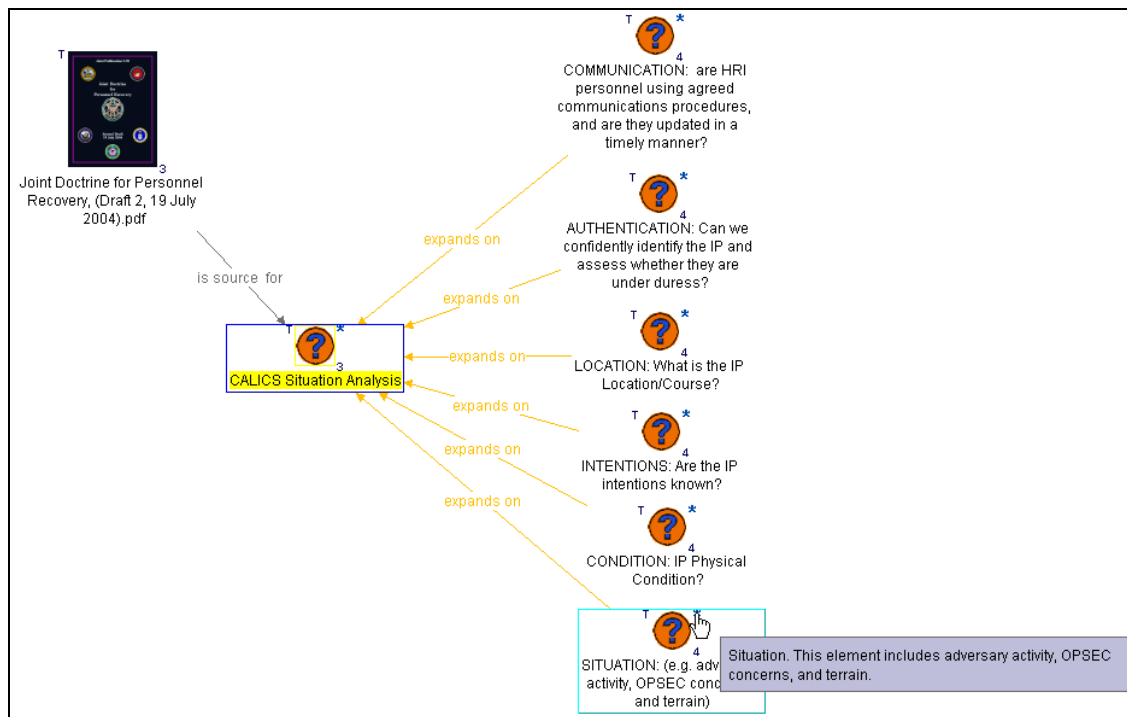 T
Joint Doctrine
for
Personnel Recovery
3
Joint Doctrine for Personnel
Recovery, (Draft 2, 19 July
2004).pdf
is source for
T *
3
CALICS Situation Analysis
expands on
expands on
expands on
expands on
expands on
expands on
T *
4
COMMUNICATION: are HRI
personnel using agreed
communications procedures,
and are they updated in a
timely manner?
T *
4
AUTHENTICATION: Can we
confidently identify the IP and
assess whether they are
under duress?
T *
4
LOCATION: What is the IP
Location/Course?
T *
4
INTENTIONS: Are the IP
intentions known?
T *
4
CONDITION: IP Physical
Condition?
T *
4
SITUATION: (e.g. adv
activity, OPSEC conc
and terrain)
Situation. This element includes adversary activity, OPSEC
concerns, and terrain.